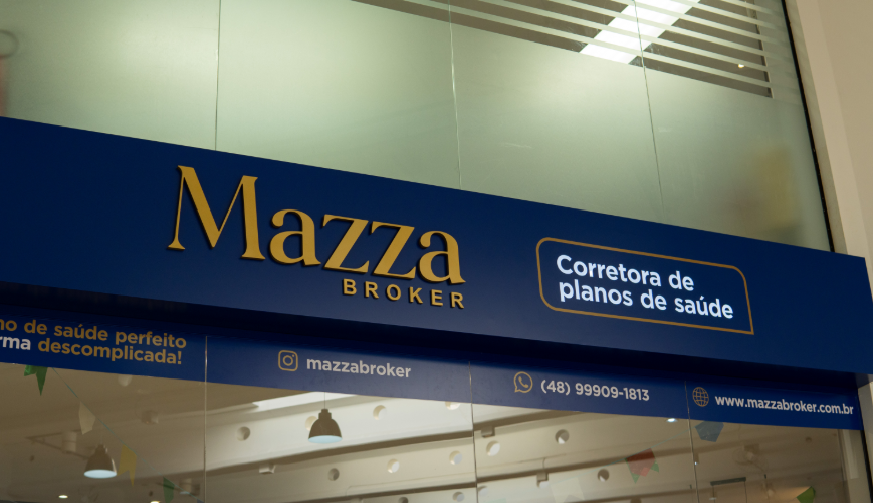 Mazza
BROKER
Corretora de
planos de saúde
de saúde perfeito
descomplicada!
mazzabroker
(48) 99909-1813
www.mazzabroker.com.br